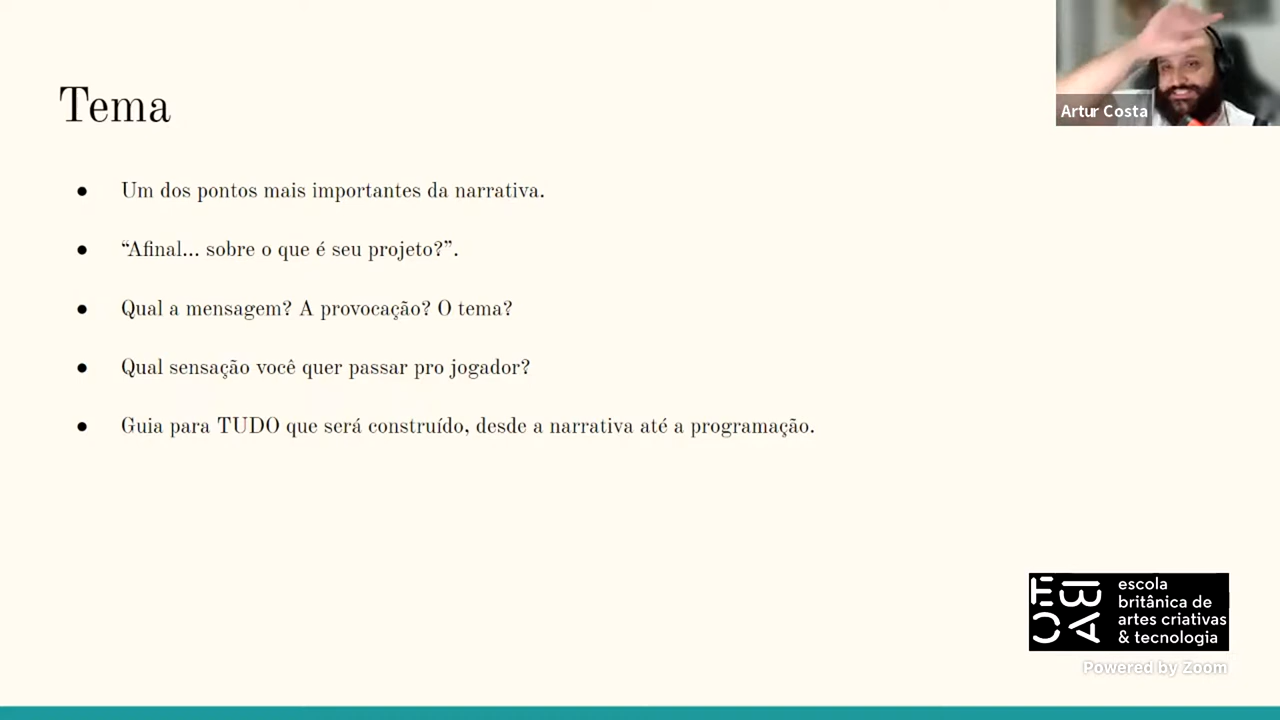 Artur Costa
Tema
● Um dos pontos mais importantes da narrativa.
● “Afinal... sobre o que é seu projeto?”.
● Qual a mensagem? A provocação? O tema?
● Qual sensação você quer passar pro jogador?
● Guia para TUDO que será construído, desde a narrativa até a programação.
EBAC
escola
britânica de
artes criativas
& tecnologia
Powered by Zoom